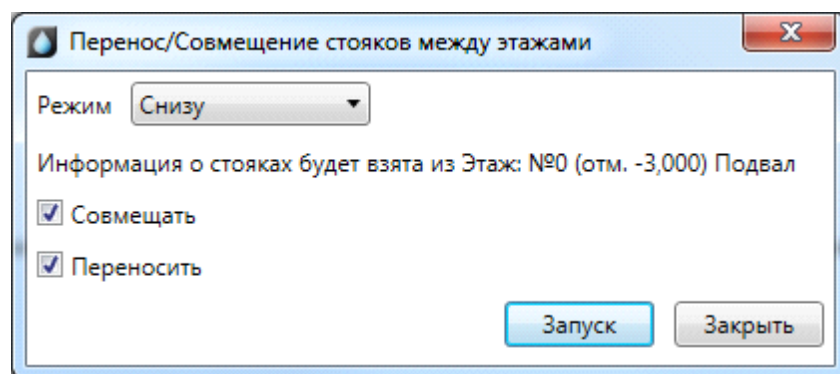 Перенос/Совмещение стояков между этажами
Режим Снизу
Информация о стояках будет взята из Этаж: №0 (отм. -3,000) Подвал
Совмещать
Переносить
Запуск Закрыть